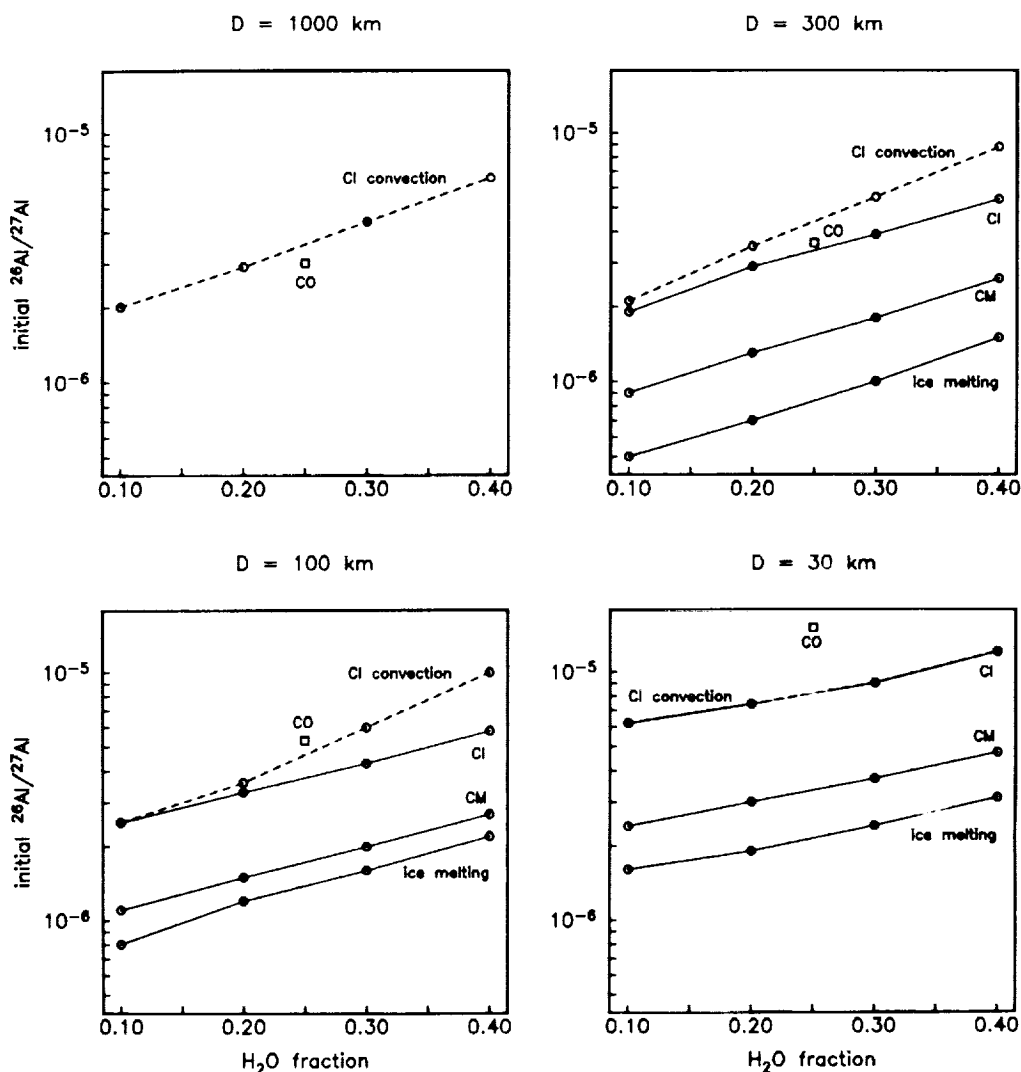 D = 1000 km
initial ²⁶Al/²⁷Al
10⁻⁵
10⁻⁶
CI convection
CO
0.10 0.20 0.30 0.40
D = 300 km
10⁻⁵
10⁻⁶
CI convection
CO
CI
CM
ice melting
0.10 0.20 0.30 0.40
D = 100 km
initial ²⁶Al/²⁷Al
10⁻⁵
10⁻⁶
CI convection
CO
CI
CM
ice melting
0.10 0.20 0.30 0.40
H₂O fraction
D = 30 km
10⁻⁵
10⁻⁶
CO
CI convection
CI
CM
ice melting
0.10 0.20 0.30 0.40
H₂O fraction